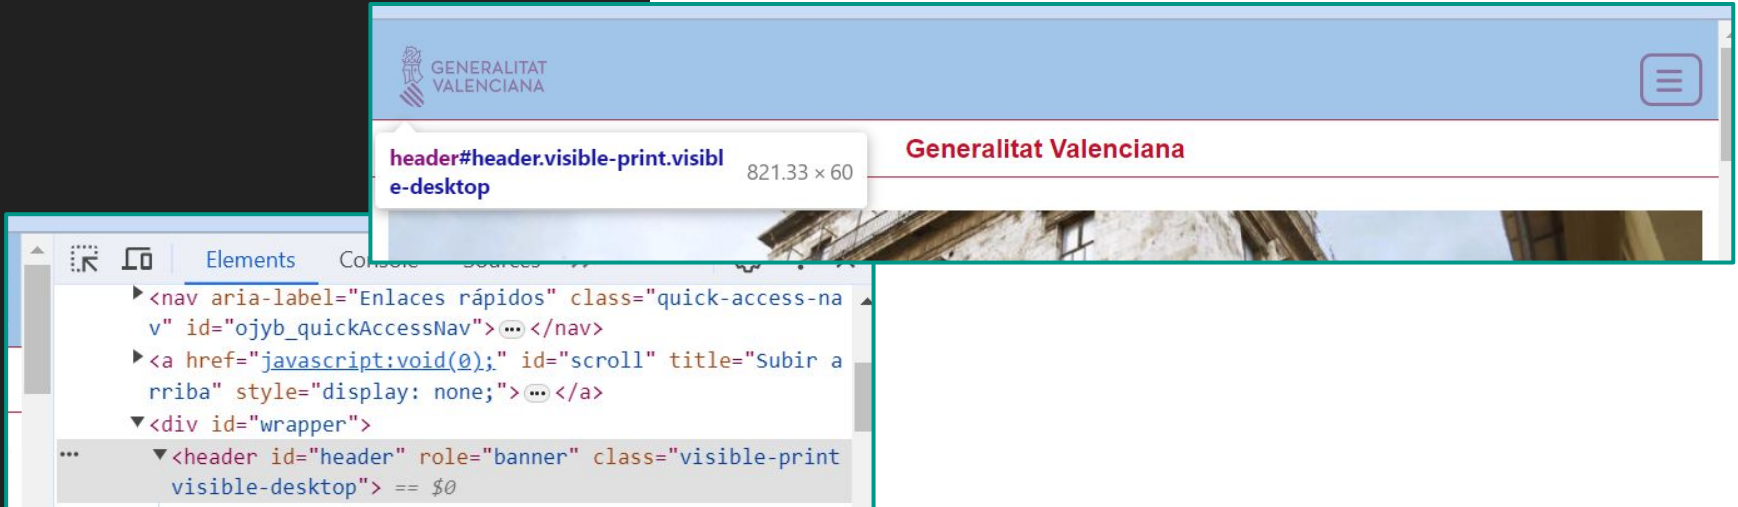 GENERALITAT
VALENCIANA
Generalitat Valenciana
header#header.visible-print.visibl
e-desktop
821.33 × 60
Elements
Console
Sources
<nav aria-label="Enlaces rápidos" class="quick-access-na
v" id="ojyb_quickAccessNav">…</nav>
<a href="javascript:void(0);" id="scroll" title="Subir a
rriba" style="display: none;">…</a>
<div id="wrapper">
… <header id="header" role="banner" class="visible-print
visible-desktop"> == $0